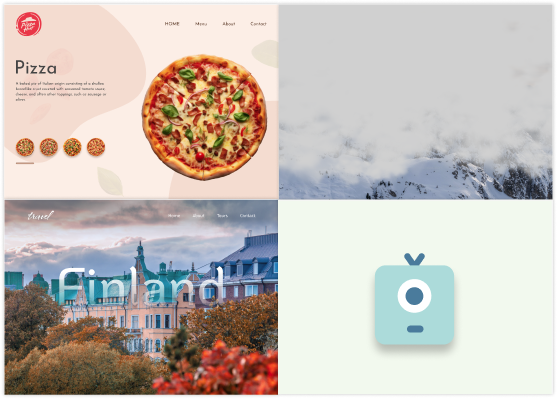 Pizza Hut
HOME Menu About Contact
Pizza
A baked pie of Italian origin consisting of a shallow
breadlike crust covered with seasoned tomato sauce,
cheese, and often other toppings, such as sausage or
olives.
travel
Home About Tours Contact
Finland